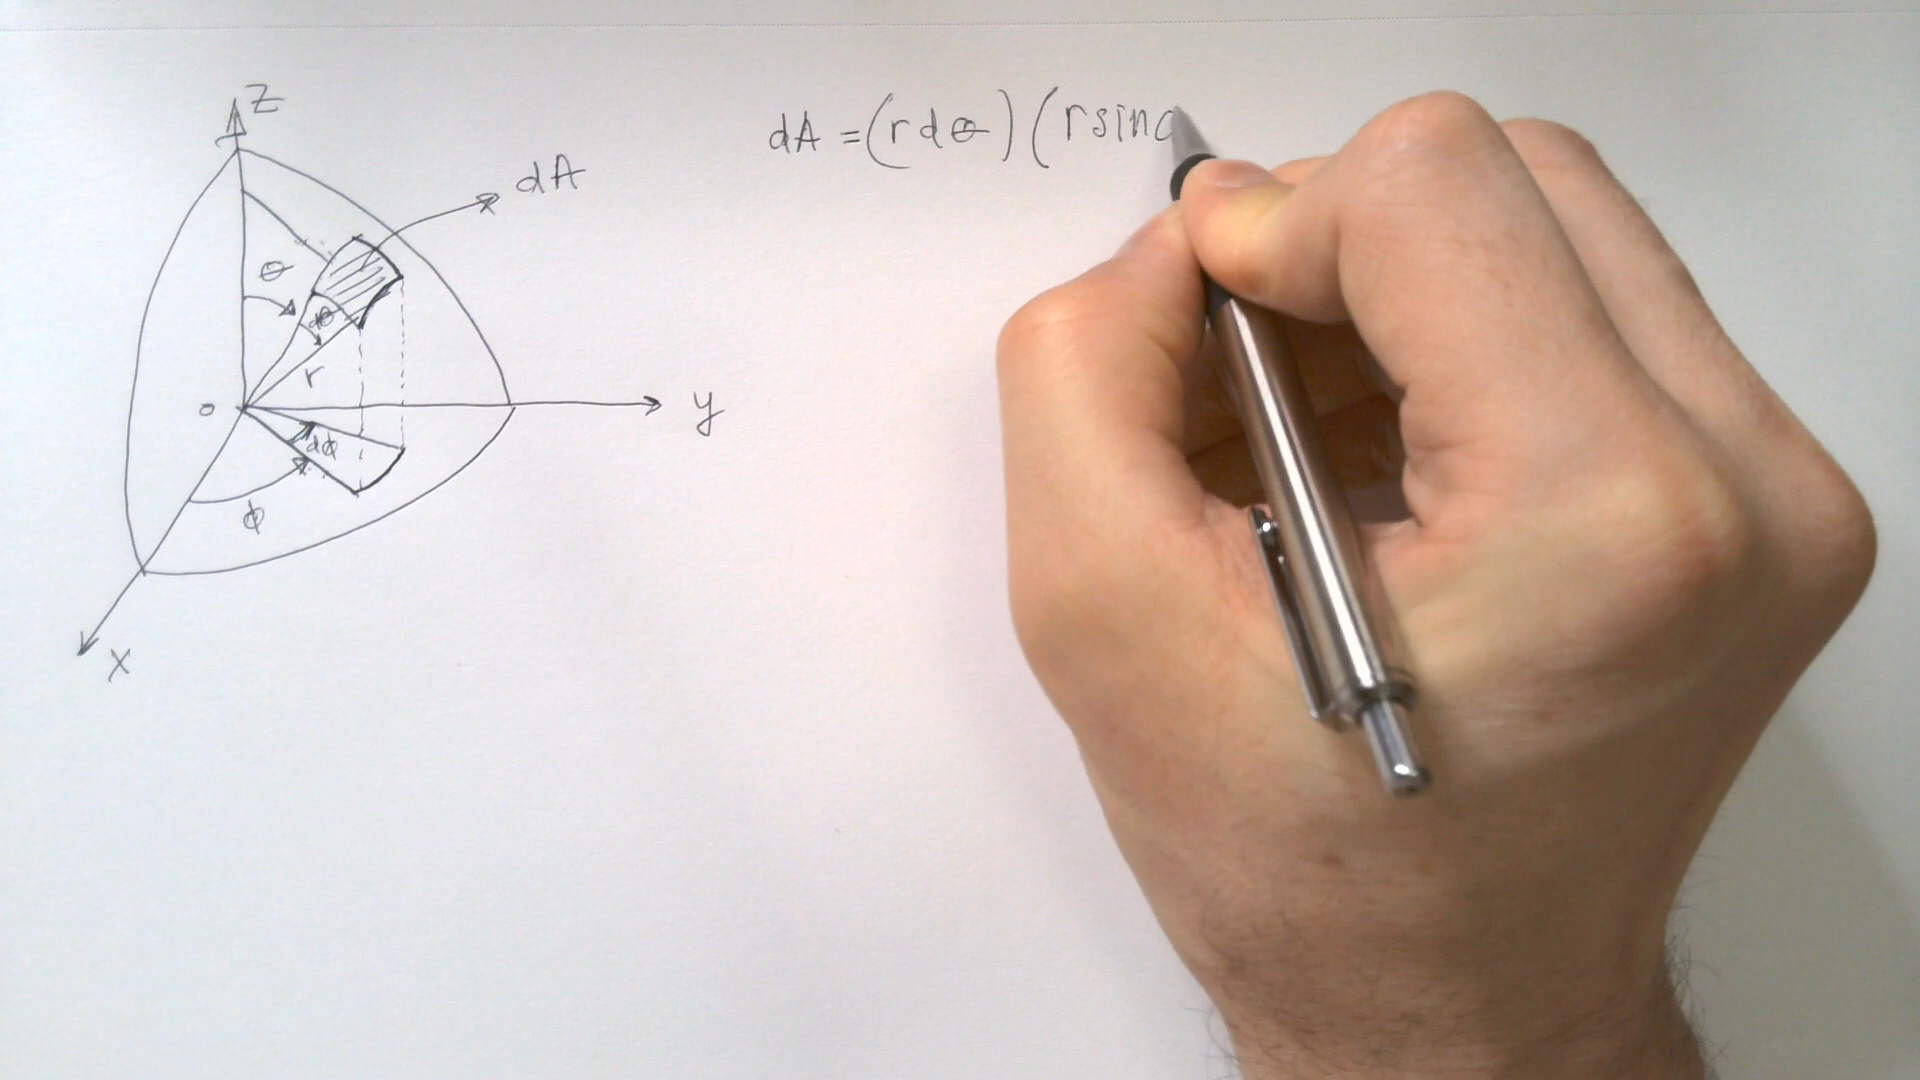 z
dA = (r dθ) (r sin
dA
θ
dθ
r
o
y
dϕ
ϕ
x